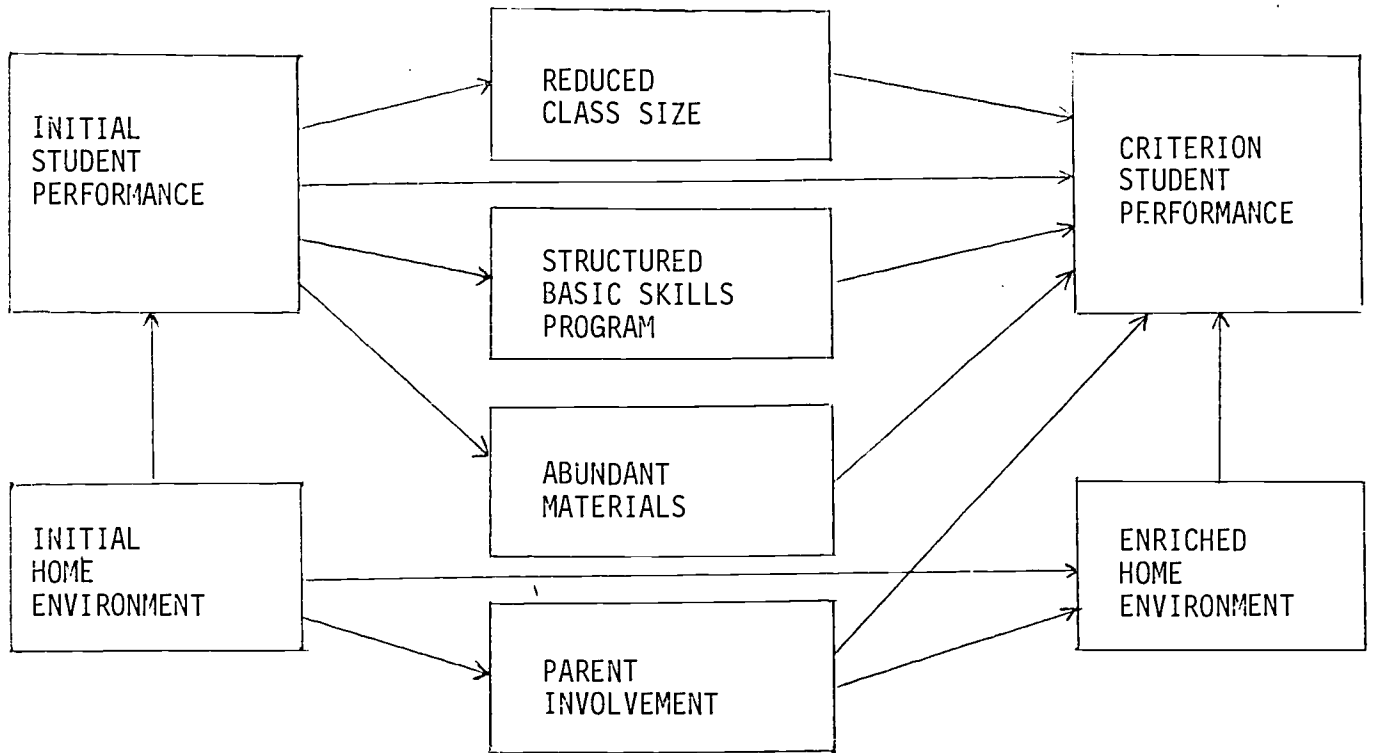 REDUCED
CLASS SIZE
INITIAL
STUDENT
PERFORMANCE
CRITERION
STUDENT
PERFORMANCE
STRUCTURED
BASIC SKILLS
PROGRAM
ABUNDANT
MATERIALS
INITIAL
HOME
ENVIRONMENT
ENRICHED
HOME
ENVIRONMENT
PARENT
INVOLVEMENT